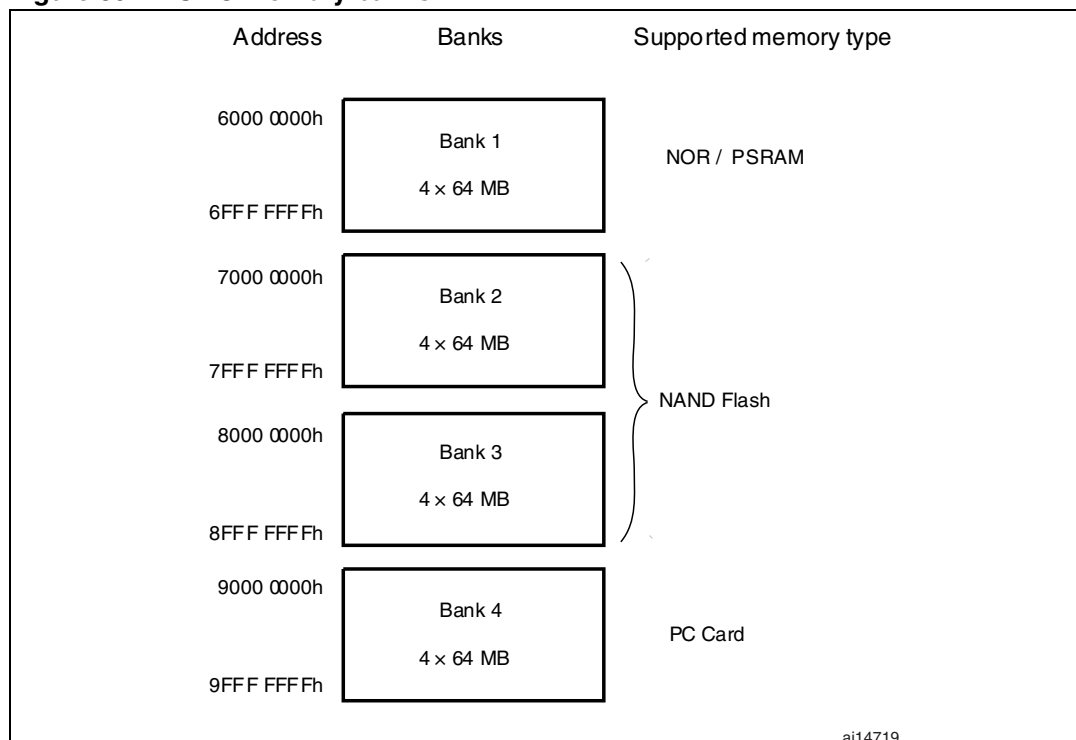 Address Banks Supported memory type
6000 0000h
Bank 1
NOR / PSRAM
4 × 64 MB
6FFF FFFFh
7000 0000h
Bank 2
4 × 64 MB
7FFF FFFFh
NAND Flash
8000 0000h
Bank 3
4 × 64 MB
8FFF FFFFh
9000 0000h
Bank 4
PC Card
4 × 64 MB
9FFF FFFFh
ai14719